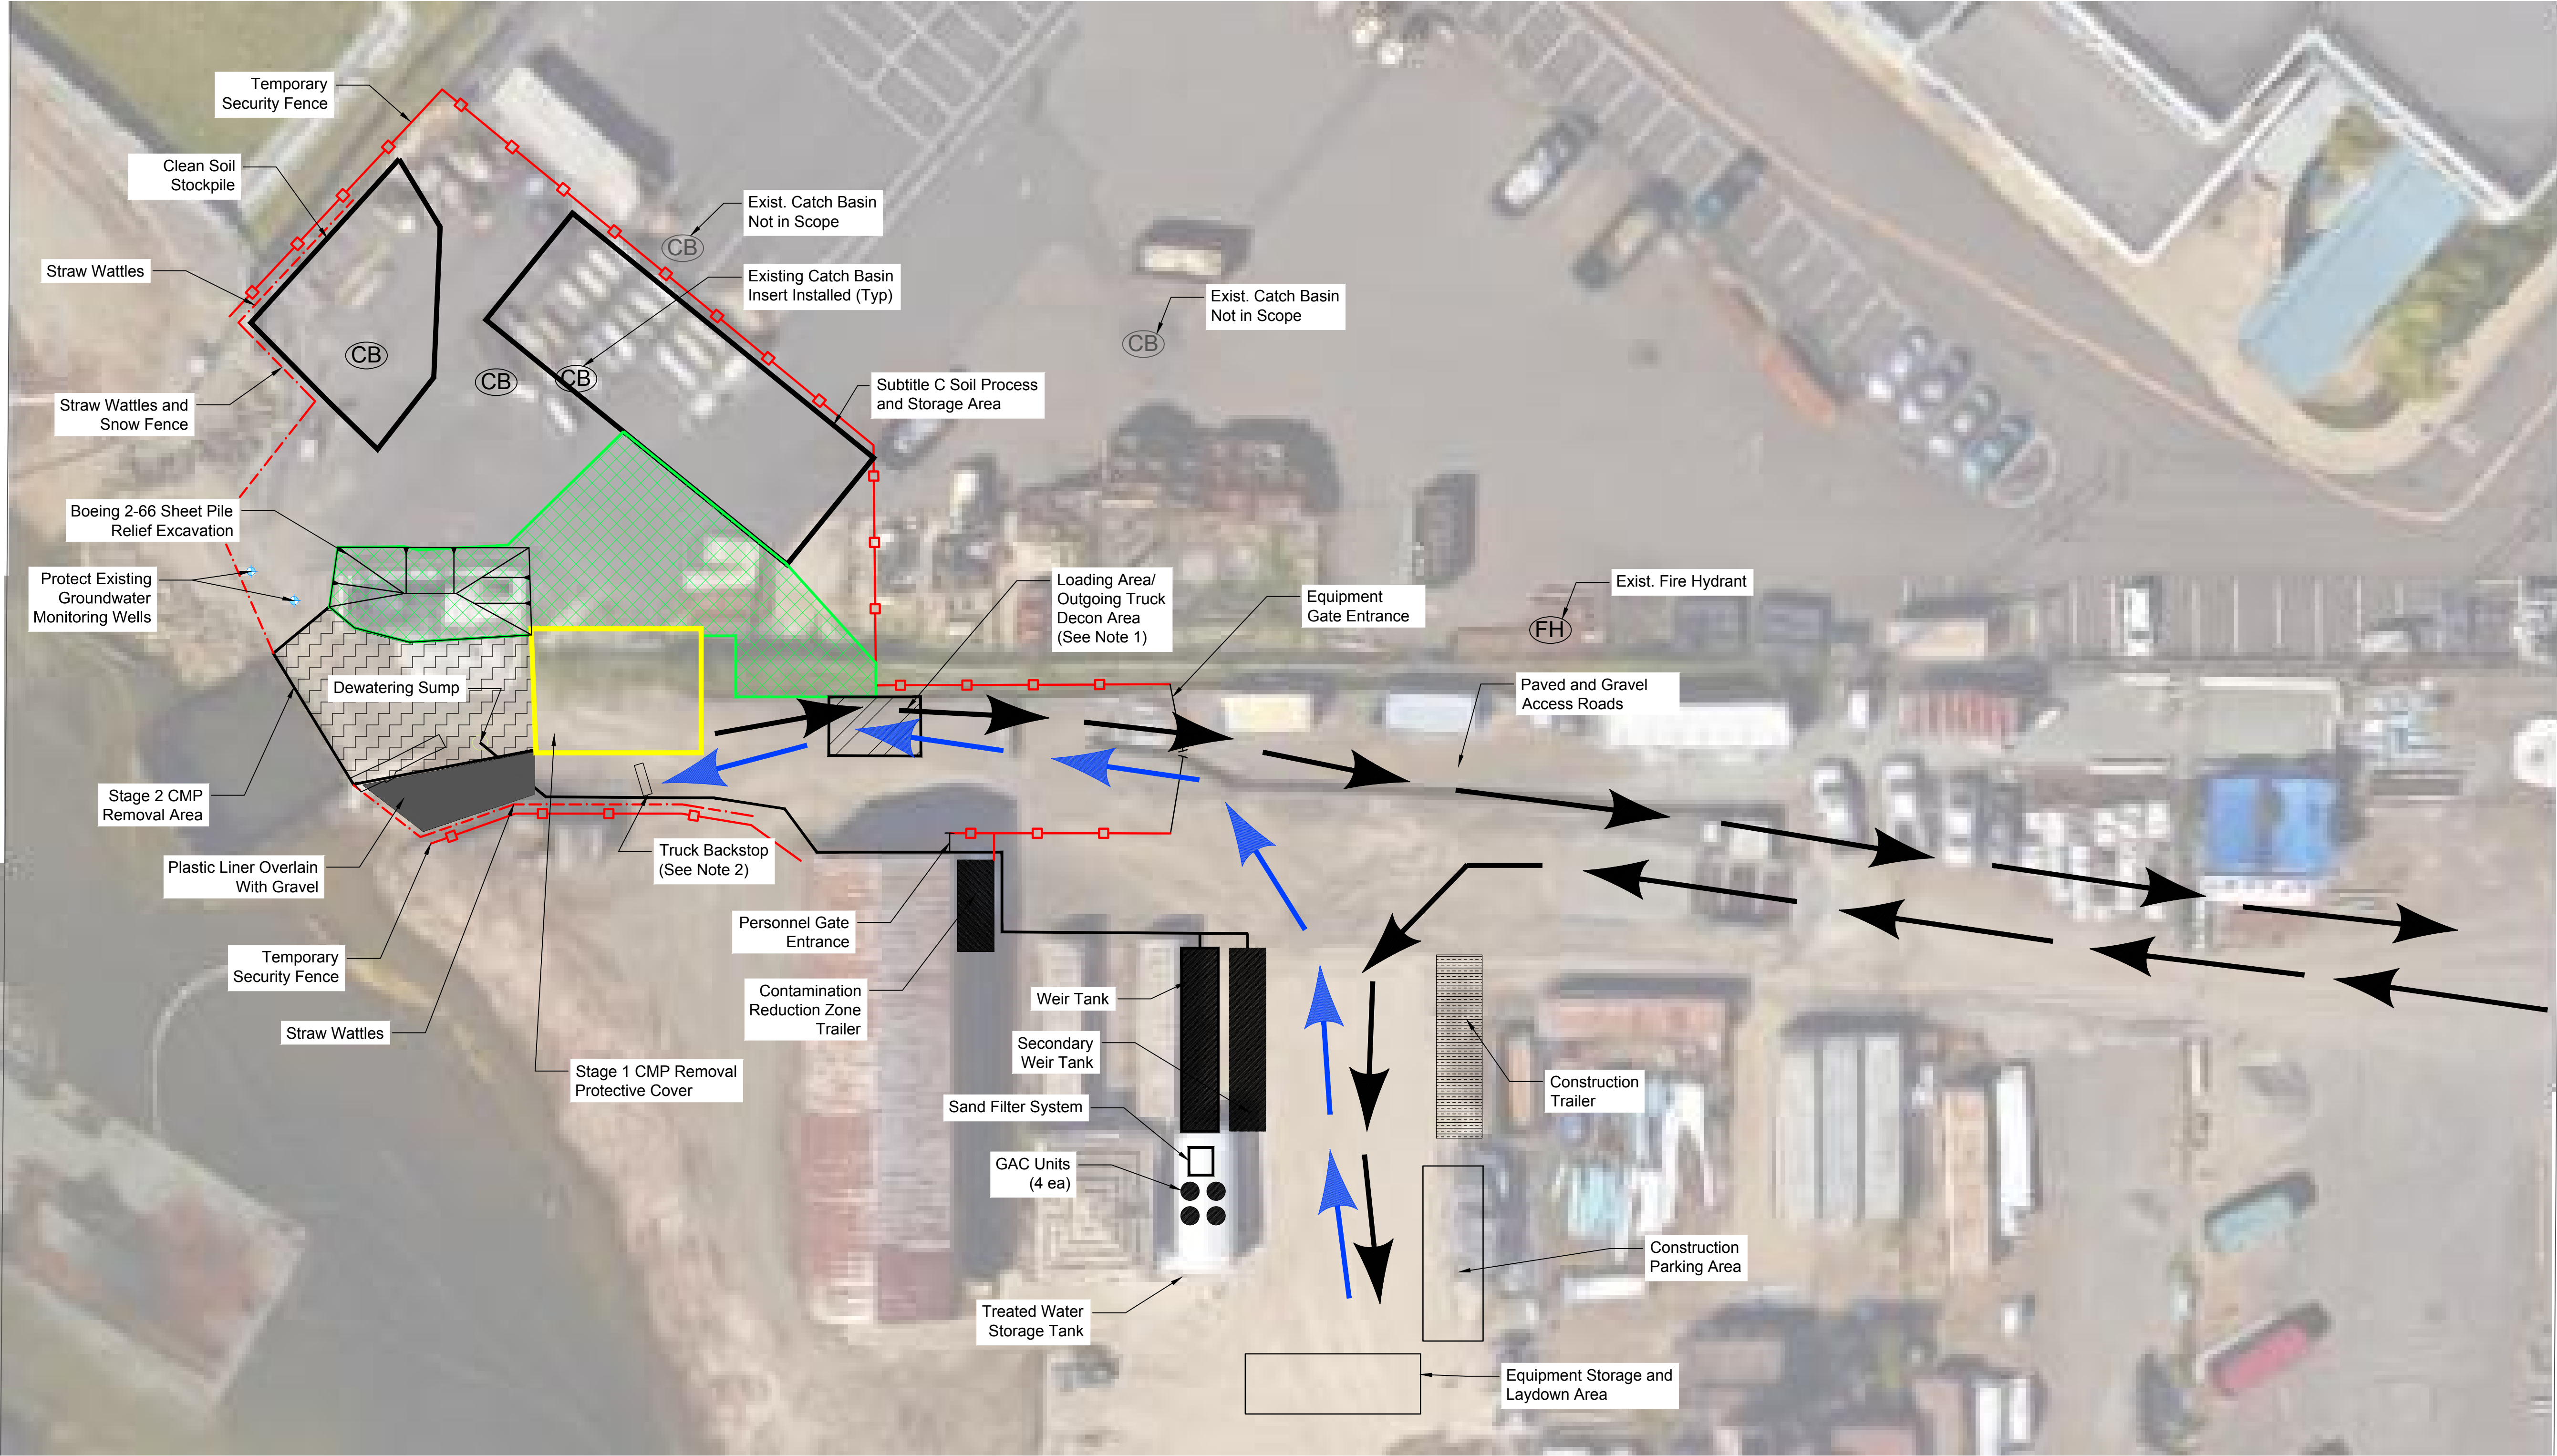 Temporary
Security Fence
Clean Soil
Stockpile
Exist. Catch Basin
Not in Scope
CB
Straw Wattles
Existing Catch Basin
Insert Installed (Typ)
Exist. Catch Basin
Not in Scope
CB
CB
CB
CB
Subtitle C Soil Process
and Storage Area
Straw Wattles and
Snow Fence
Boeing 2-66 Sheet Pile
Relief Excavation
Protect Existing
Groundwater
Monitoring Wells
Loading Area/
Outgoing Truck
Decon Area
(See Note 1)
Equipment
Gate Entrance
Exist. Fire Hydrant
FH
Dewatering Sump
Paved and Gravel
Access Roads
Stage 2 CMP
Removal Area
Truck Backstop
(See Note 2)
Plastic Liner Overlain
With Gravel
Personnel Gate
Entrance
Temporary
Security Fence
Contamination
Reduction Zone
Trailer
Weir Tank
Straw Wattles
Secondary
Weir Tank
Stage 1 CMP Removal
Protective Cover
Construction
Trailer
Sand Filter System
GAC Units
(4 ea)
Construction
Parking Area
Treated Water
Storage Tank
Equipment Storage and
Laydown Area